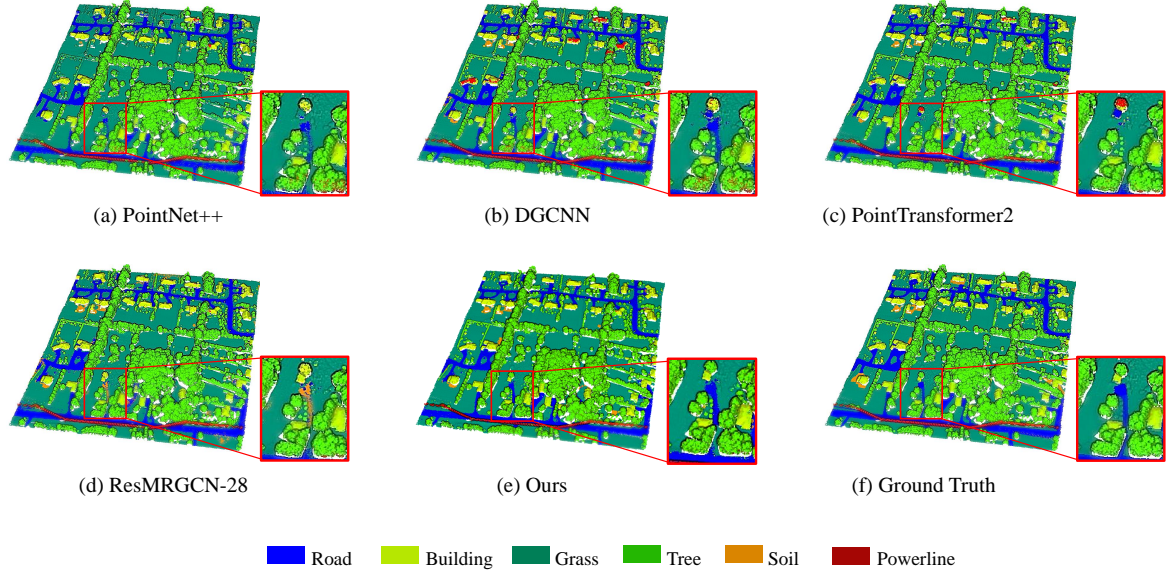 (a) PointNet++
(b) DGCNN
(c) PointTransformer2
(d) ResMRGCN-28
(e) Ours
(f) Ground Truth
Road Building Grass Tree Soil Powerline